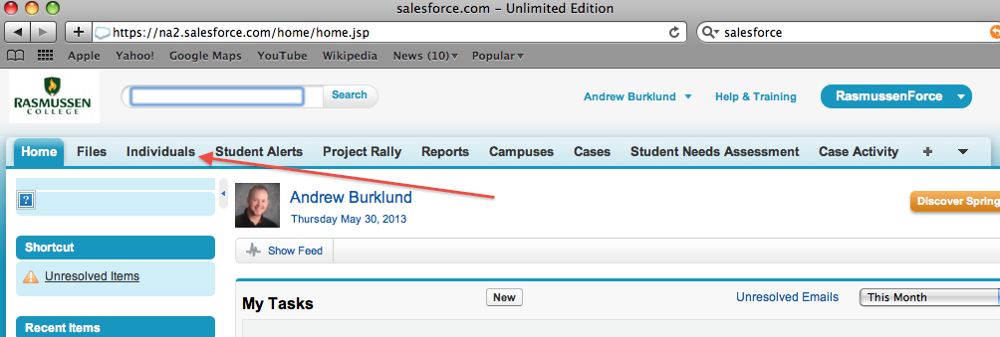 salesforce.com – Unlimited Edition
https://na2.salesforce.com/home/home.jsp
salesforce
Apple Yahoo! Google Maps YouTube Wikipedia News (10) Popular
RASMUSSEN
COLLEGE
Search
Andrew Burklund Help & Training RasmussenForce
Home Files Individuals Student Alerts Project Rally Reports Campuses Cases Student Needs Assessment Case Activity +
?
Andrew Burklund
Thursday May 30, 2013
Discover Spring
Shortcut
Show Feed
Unresolved Items
My Tasks New Unresolved Emails This Month
Recent Items